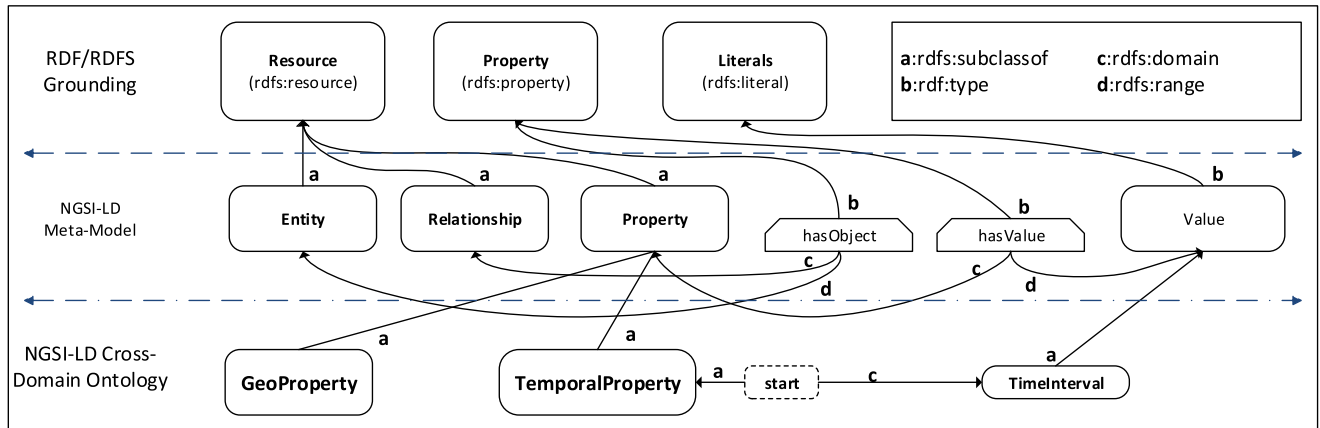 RDF/RDFS
Grounding
Resource
(rdfs:resource)
Property
(rdfs:property)
Literals
(rdfs:literal)
a:rdfs:subclassof c:rdfs:domain
b:rdf:type d:rdfs:range
a a a b b b
NGSI-LD
Meta-Model
Entity
Relationship
Property
hasObject
hasValue
Value
c
d
c
d
NGSI-LD Cross-
Domain Ontology
a
a
a
c
a
GeoProperty
TemporalProperty
start
TimeInterval